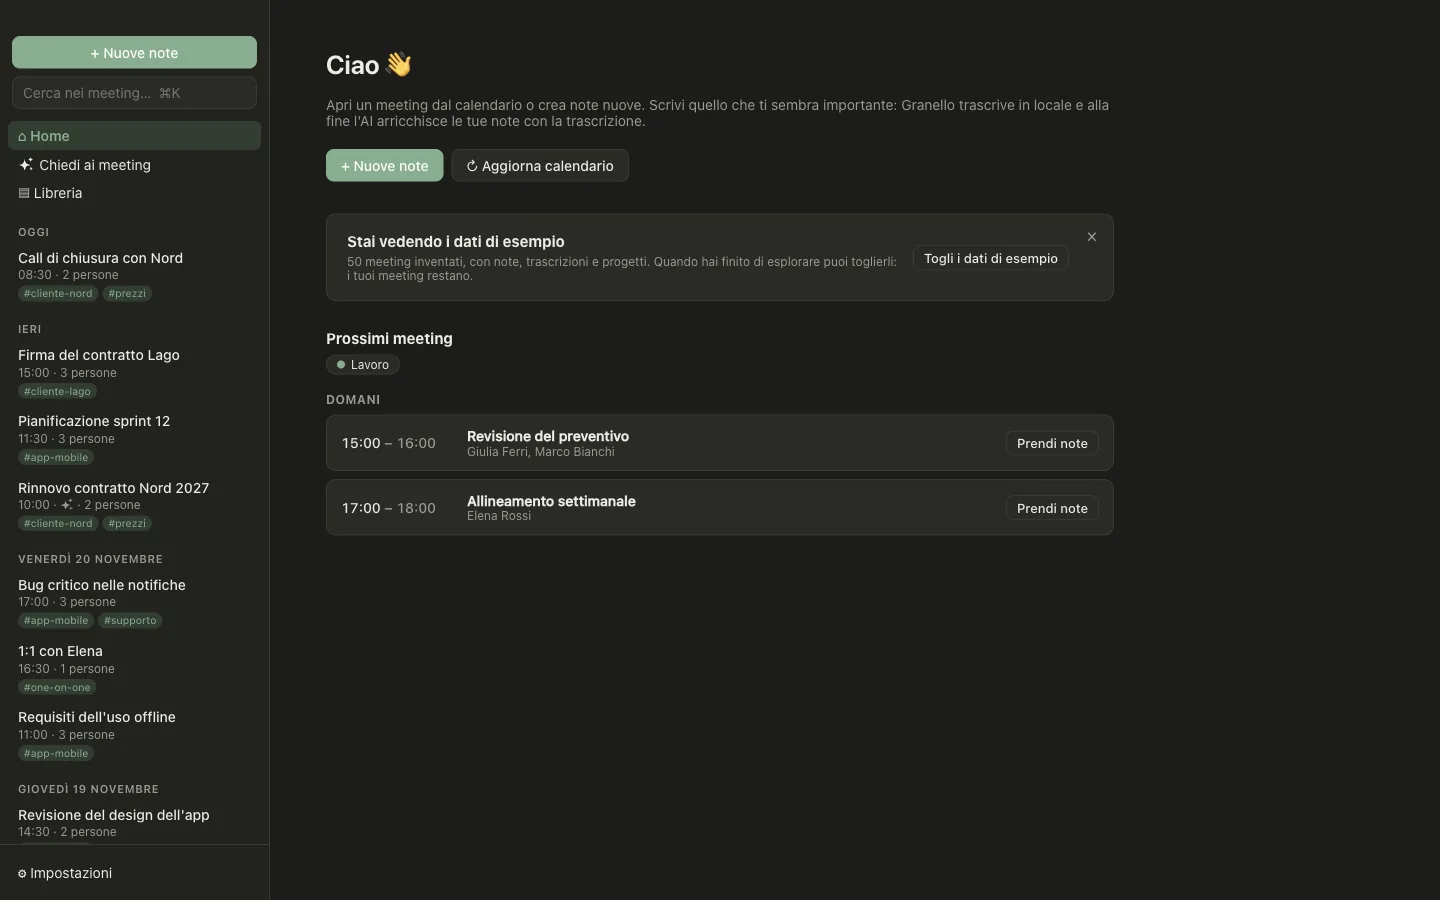 + Nuove note
Cerca nei meeting... ⌘K
⌂ Home
Chiedi ai meeting
▤ Libreria
OGGI
Call di chiusura con Nord
08:30 · 2 persone
#cliente-nord #prezzi
IERI
Firma del contratto Lago
15:00 · 3 persone
#cliente-lago
Pianificazione sprint 12
11:30 · 3 persone
#app-mobile
Rinnovo contratto Nord 2027
10:00 · ✨ · 2 persone
#cliente-nord #prezzi
VENERDÌ 20 NOVEMBRE
Bug critico nelle notifiche
17:00 · 3 persone
#app-mobile #supporto
1:1 con Elena
16:30 · 1 persone
#one-on-one
Requisiti dell'uso offline
11:00 · 3 persone
#app-mobile
GIOVEDÌ 19 NOVEMBRE
Revisione del design dell'app
14:30 · 2 persone
⚙ Impostazioni
Ciao 👋
Apri un meeting dal calendario o crea note nuove. Scrivi quello che ti sembra importante: Granello trascrive in locale e alla
fine l'AI arricchisce le tue note con la trascrizione.
+ Nuove note
↻ Aggiorna calendario
Stai vedendo i dati di esempio
50 meeting inventati, con note, trascrizioni e progetti. Quando hai finito di esplorare puoi toglierli:
i tuoi meeting restano.
Togli i dati di esempio
×
Prossimi meeting
Lavoro
DOMANI
15:00 – 16:00
Revisione del preventivo
Giulia Ferri, Marco Bianchi
Prendi note
17:00 – 18:00
Allineamento settimanale
Elena Rossi
Prendi note